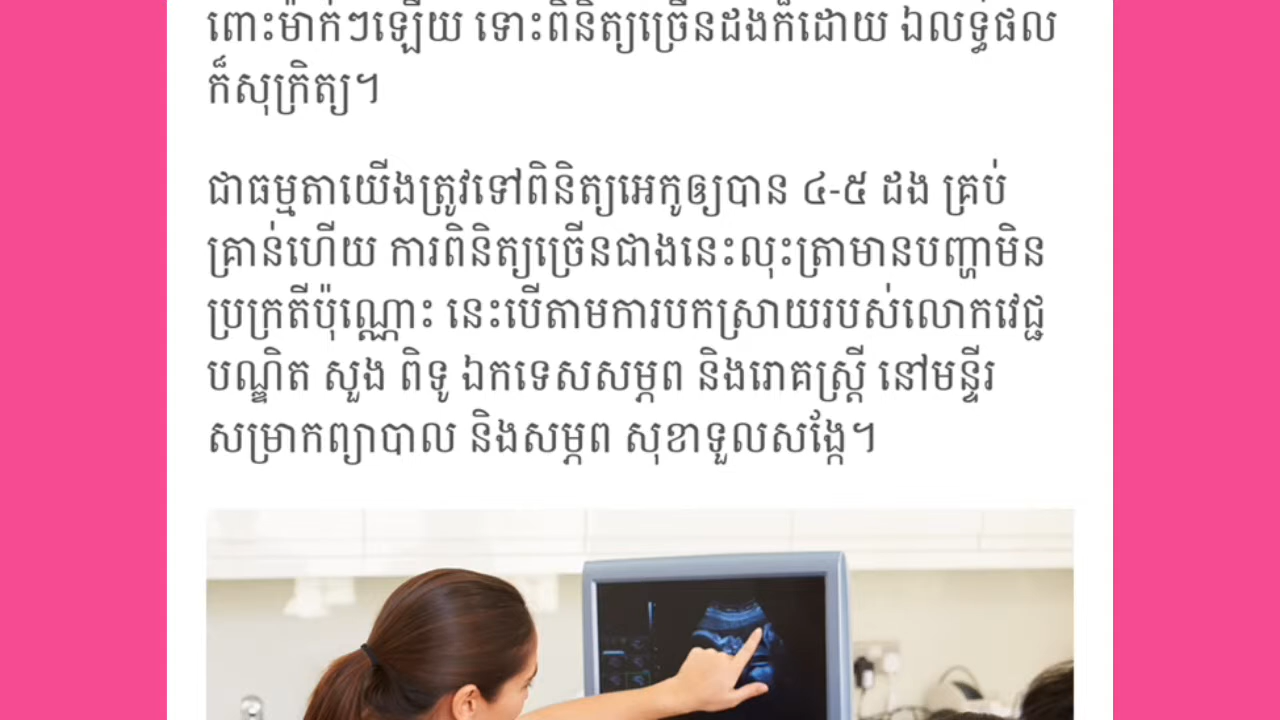 ពោះម៉ាក់ៗឡើយ ទោះពិនិត្យច្រើនដងក៏ដោយ ឯលទ្ធផល
ក៏សុក្រិត្យ។
ជាធម្មតាយើងត្រូវទៅពិនិត្យអេកូឲ្យបាន ៤-៥ ដង គ្រប់
គ្រាន់ហើយ ការពិនិត្យច្រើនជាងនេះលុះត្រាមានបញ្ហាមិន
ប្រក្រតីប៉ុណ្ណោះ នេះបើតាមការបកស្រាយរបស់លោកវេជ្ជ
បណ្ឌិត សួង ពិទូ ឯកទេសសម្ភព និងរោគស្ត្រី នៅមន្ទីរ
សម្រាកព្យាបាល និងសម្ភព សុខាទួលសង្កែ។